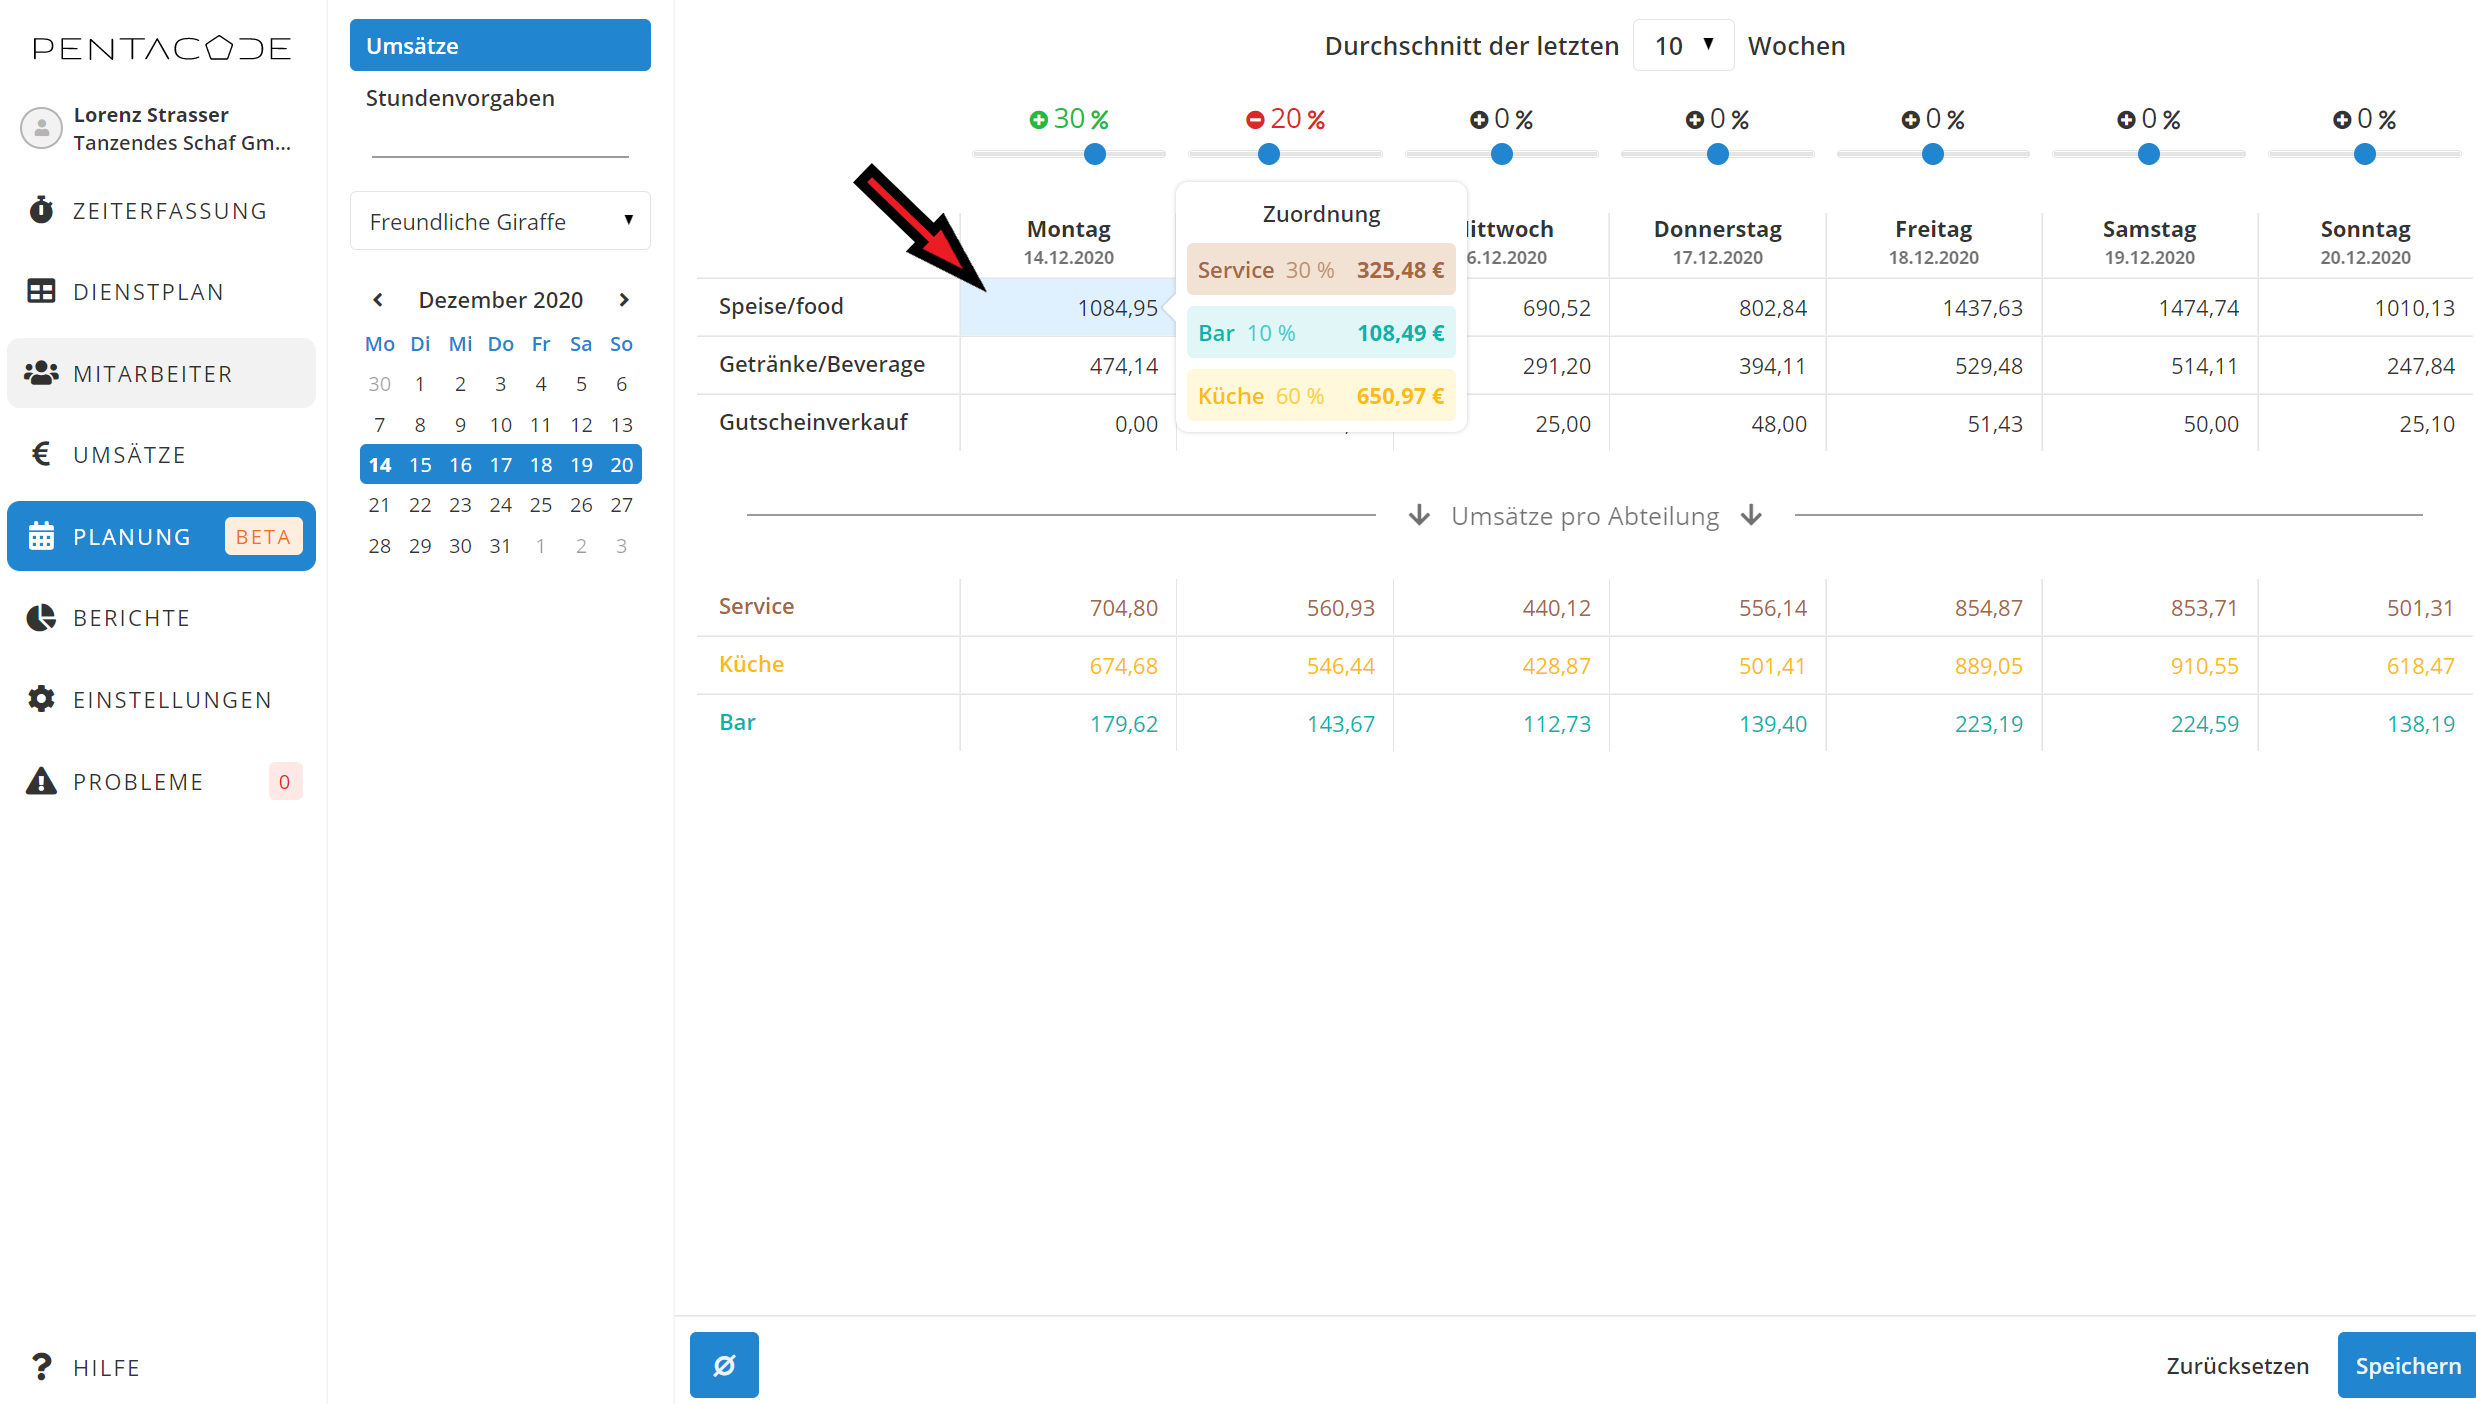 PENTACODE
Lorenz Strasser
Tanzendes Schaf Gm...
ZEITERFASSUNG
DIENSTPLAN
MITARBEITER
UMSÄTZE
PLANUNG BETA
BERICHTE
EINSTELLUNGEN
PROBLEME 0
HILFE
Umsätze
Stundenvorgaben
Freundliche Giraffe
Dezember 2020
Mo Di Mi Do Fr Sa So
30 1 2 3 4 5 6
7 8 9 10 11 12 13
14 15 16 17 18 19 20
21 22 23 24 25 26 27
28 29 30 31 1 2 3
Durchschnitt der letzten 10 Wochen
30 % 20 % 0 % 0 % 0 % 0 % 0 %
Montag ittwoch Donnerstag Freitag Samstag Sonntag
14.12.2020 6.12.2020 17.12.2020 18.12.2020 19.12.2020 20.12.2020
Speise/food 1084,95 690,52 802,84 1437,63 1474,74 1010,13
Getränke/Beverage 474,14 291,20 394,11 529,48 514,11 247,84
Gutscheinverkauf 0,00 25,00 48,00 51,43 50,00 25,10
Zuordnung
Service 30 % 325,48 €
Bar 10 % 108,49 €
Küche 60 % 650,97 €
Umsätze pro Abteilung
Service 704,80 560,93 440,12 556,14 854,87 853,71 501,31
Küche 674,68 546,44 428,87 501,41 889,05 910,55 618,47
Bar 179,62 143,67 112,73 139,40 223,19 224,59 138,19
Zurücksetzen
Speichern